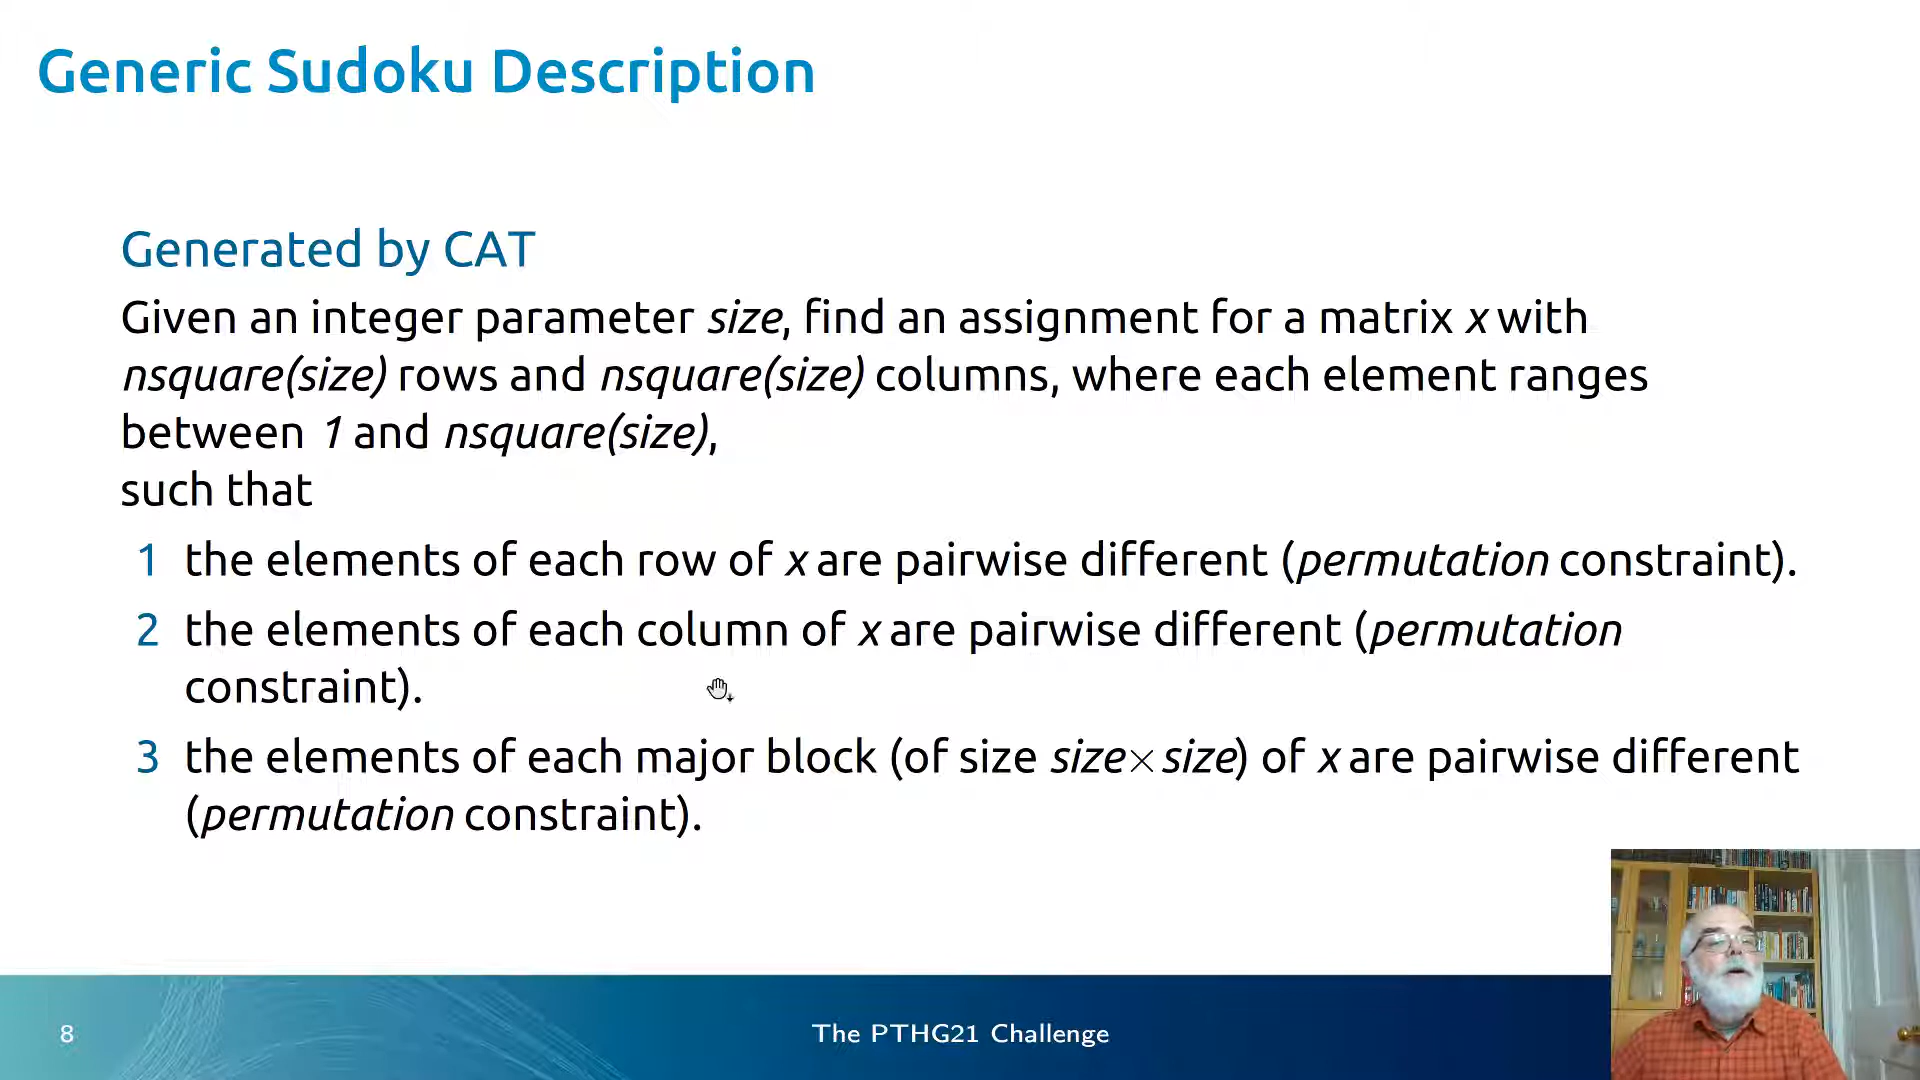 Generic Sudoku Description
Generated by CAT
Given an integer parameter size, find an assignment for a matrix x with
nsquare(size) rows and nsquare(size) columns, where each element ranges
between 1 and nsquare(size),
such that
1 the elements of each row of x are pairwise different (permutation constraint).
2 the elements of each column of x are pairwise different (permutation
constraint).
3 the elements of each major block (of size size×size) of x are pairwise different
(permutation constraint).
8 The PTHG21 Challenge